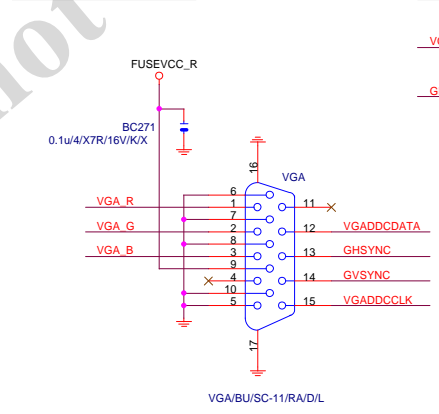 FUSEVCC_R
BC271
0.1u/4/X7R/16V/K/X
16
VGA
6
VGA_R
1
11
7
VGA_G
2
12
VGADDCDATA
8
VGA_B
3
13
GHSYNC
9
4
14
GVSYNC
10
5
15
VGADDCCLK
17
VGA/BU/SC-11/RA/D/L